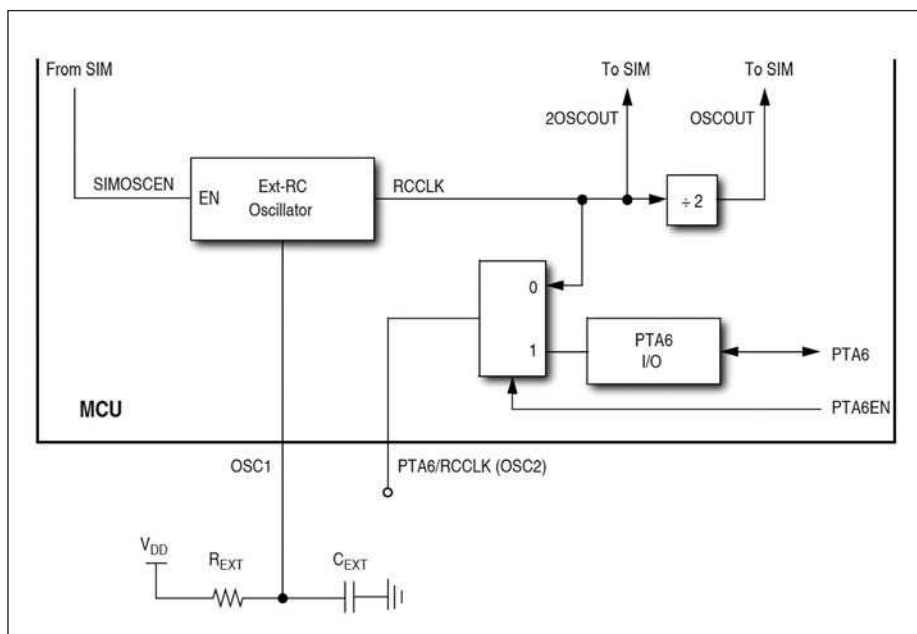 From SIM
To SIM
To SIM
2OSCOUT
OSCOUT
SIMOSCEN
EN
Ext-RC
Oscillator
RCCLK
÷ 2
0
1
PTA6
I/O
PTA6
PTA6EN
MCU
OSC1
PTA6/RCCLK (OSC2)
VDD
REXT
CEXT